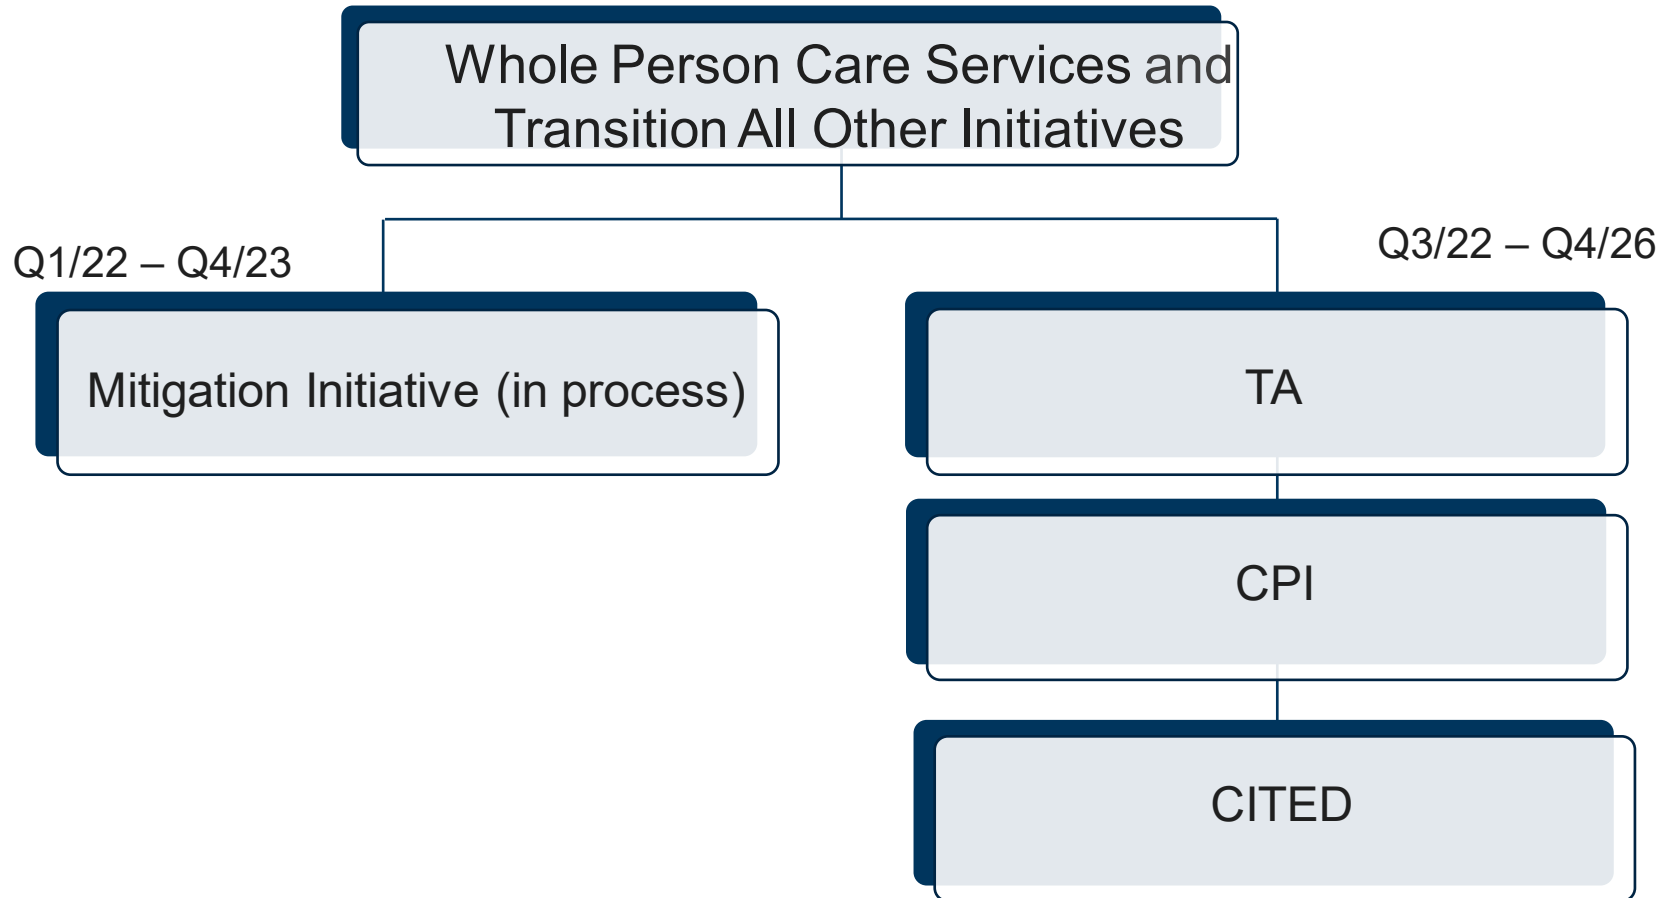 Whole Person Care Services and
Transition All Other Initiatives
Q1/22 – Q4/23
Q3/22 – Q4/26
Mitigation Initiative (in process)
TA
CPI
CITED